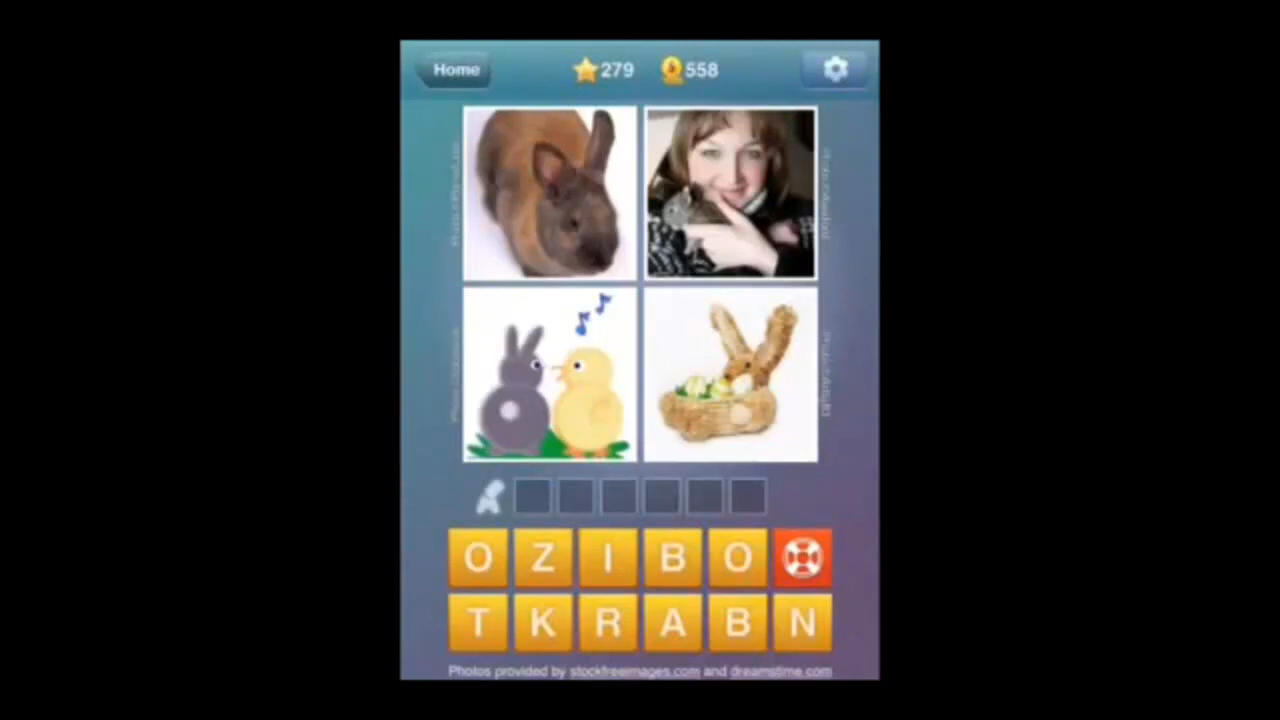 Home 279 558
O Z I B O
T K R A B N
Photos provided by stockfreeimages.com and dreamstime.com